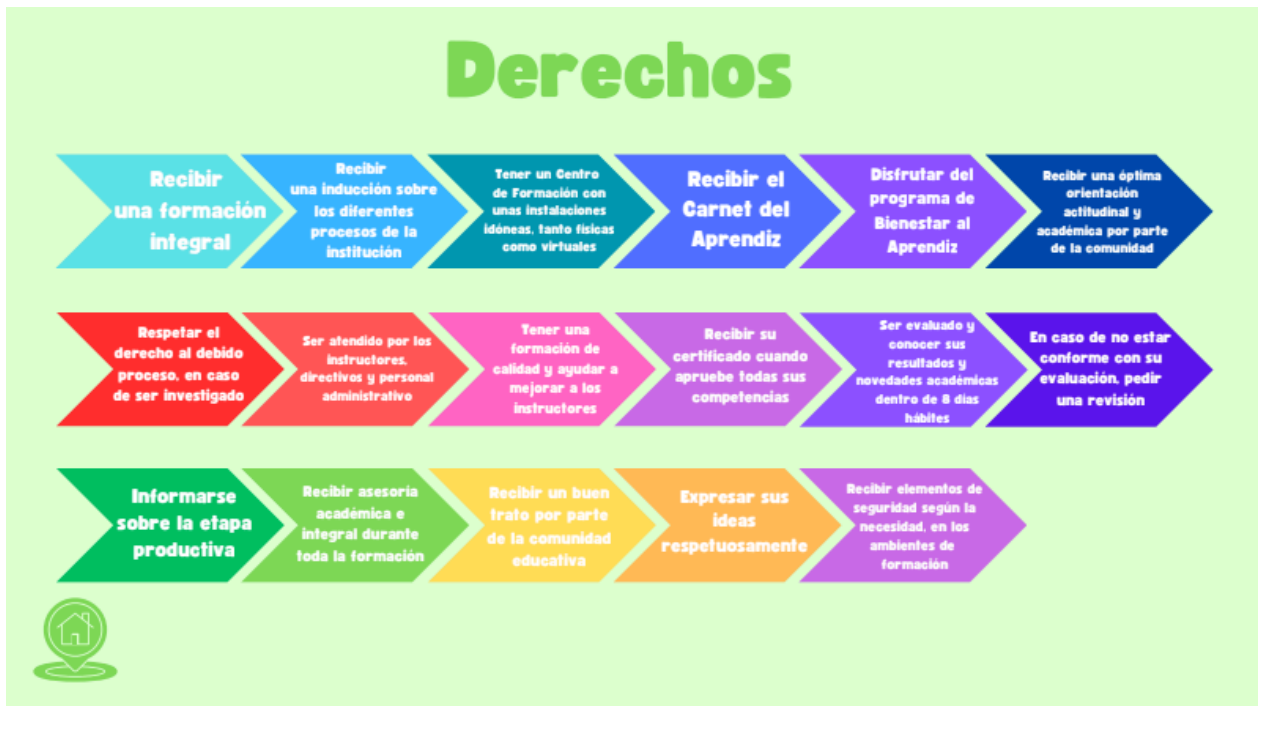 Derechos
Recibir
una formación
integral
Recibir
una inducción sobre
los diferentes
procesos de la
institución
Tener un Centro
de Formación con
unas instalaciones
idóneas, tanto físicas
como virtuales
Recibir el
Carnet del
Aprendiz
Disfrutar del
programa de
Bienestar al
Aprendiz
Recibir una óptima
orientación
actitudinal y
académica por parte
de la comunidad
Respetar el
derecho al debido
proceso, en caso
de ser investigado
Ser atendido por los
instructores,
directivos y personal
administrativo
Tener una
formación de
calidad y ayudar a
mejorar a los
instructores
Recibir su
certificado cuando
apruebe todas sus
competencias
Ser evaluado y
conocer sus
resultados y
novedades académicas
dentro de 8 días
hábites
En caso de no estar
conforme con su
evaluación, pedir
una revisión
Informarse
sobre la etapa
productiva
Recibir asesoría
académica e
integral durante
toda la formación
Recibir un buen
trato por parte
de la comunidad
educativa
Expresar sus
ideas
respetuosamente
Recibir elementos de
seguridad según la
necesidad, en los
ambientes de
formación